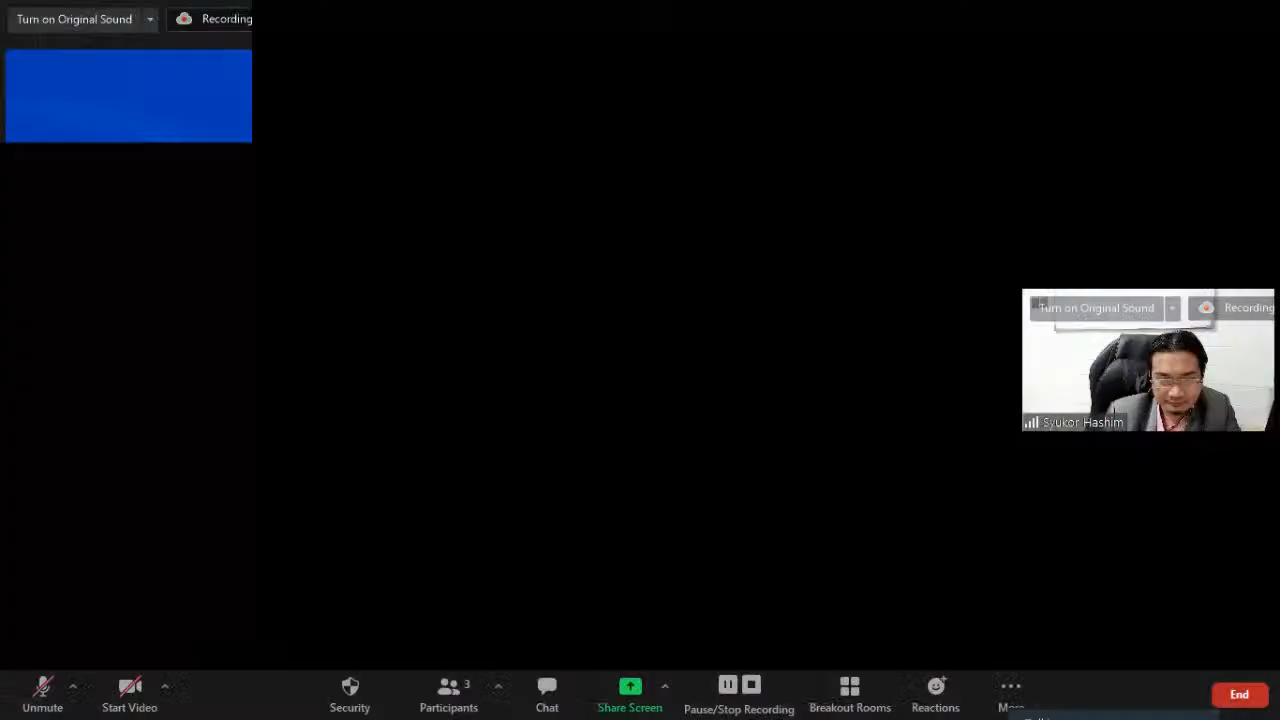 Turn on Original Sound
Recording
Turn on Original Sound
Recording
Syukor Hashim
Unmute
Start Video
Security
3
Participants
Chat
Share Screen
Pause/Stop Recording
Breakout Rooms
Reactions
More
End